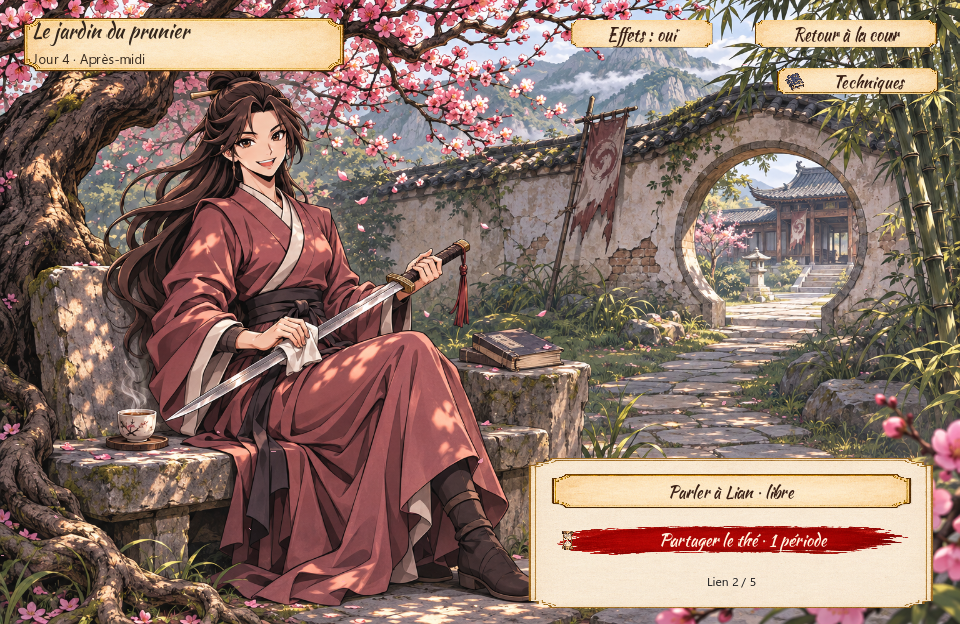 Le jardin du prunier
Jour 4 · Après-midi
Effets : oui
Retour à la cour
Techniques
Parler à Lian · libre
Partager le thé · 1 période
Lien 2 / 5